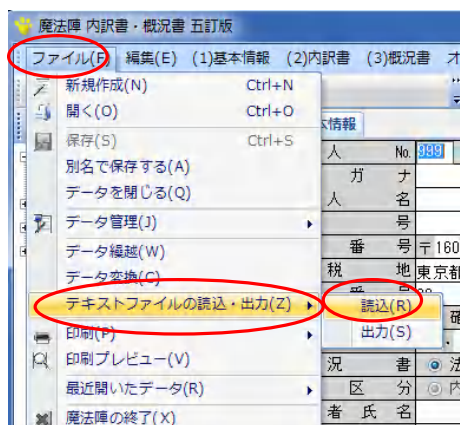 魔法陣 内訳書・概況書 五訂版
ファイル(F) 編集(E) (1)基本情報 (2)内訳書 (3)概況書 オ
新規作成(N) Ctrl+N
開く(O) Ctrl+O
保存(S) Ctrl+S
別名で保存する(A)
データを閉じる(Q)
データ管理(J)
データ繰越(W)
データ変換(C)
テキストファイルの読込・出力(Z)
読込(R)
出力(S)
印刷(P)
印刷プレビュー(V)
最近開いたデータ(R)
魔法陣の終了(X)
本情報
人 No. 999
ガ ナ
人 名
号
番 号 〒160
税 地 東京都
番 号
確
況 書 法
区 分 内
者 氏 名